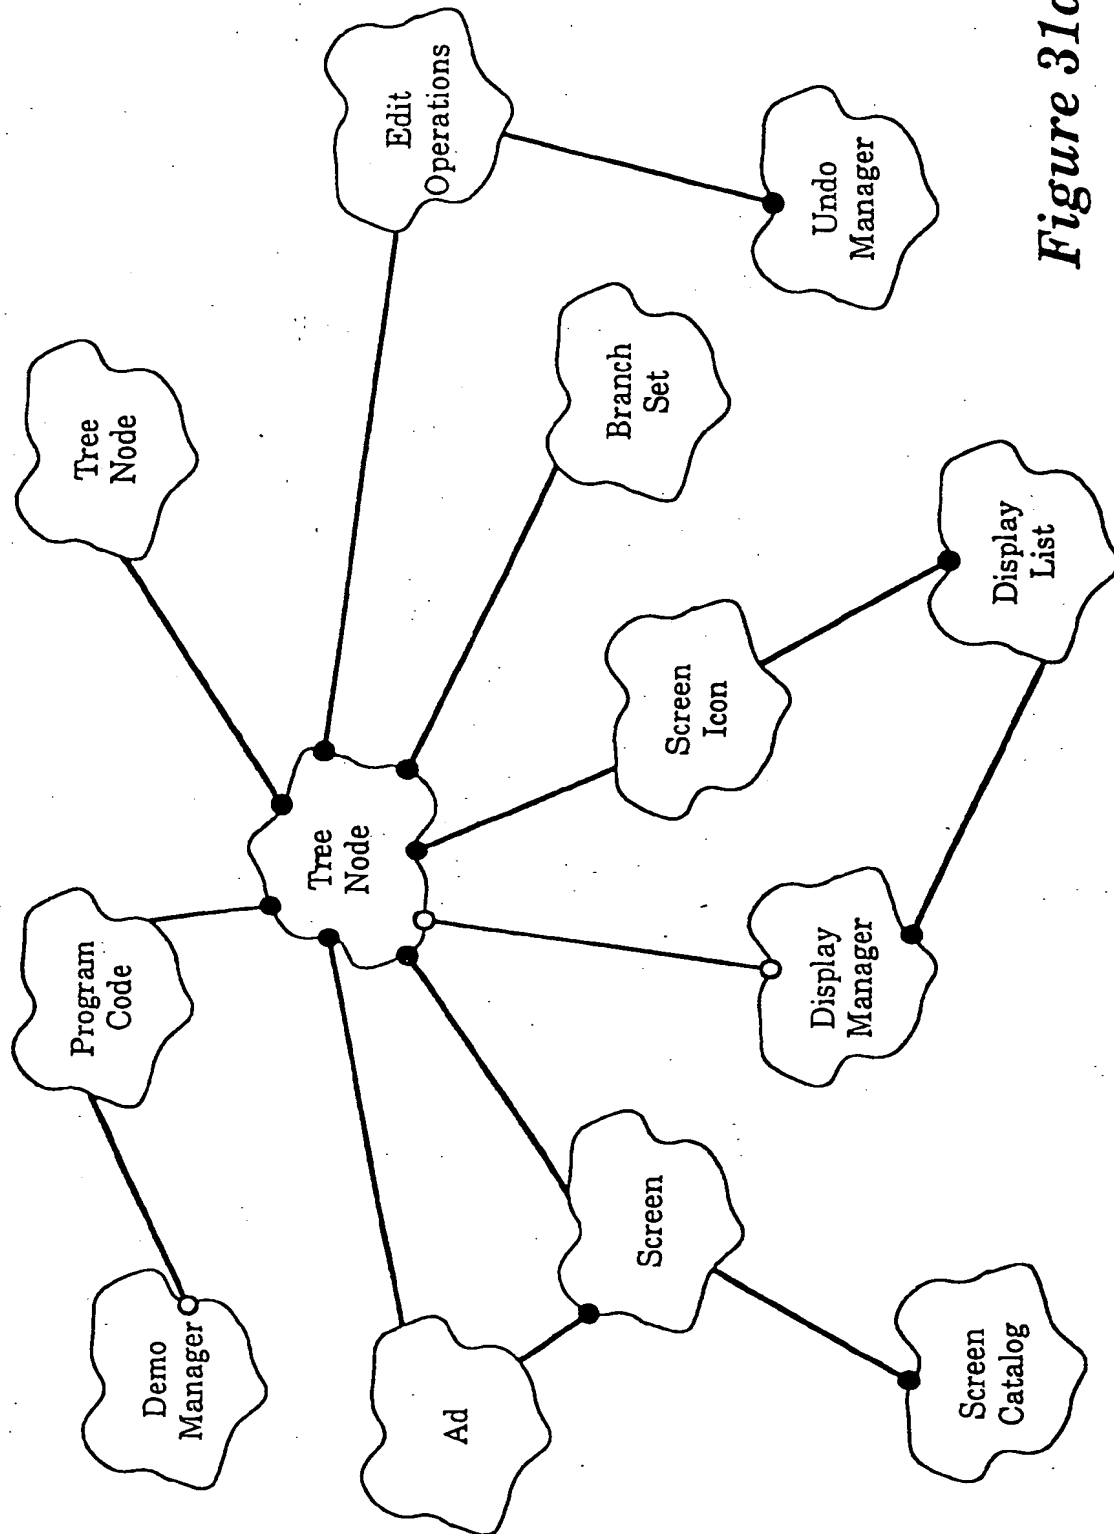 Demo
Manager
Program
Code
Tree
Node
Tree
Node
Edit
Operations
Ad
Screen
Screen
Icon
Branch
Set
Display
Manager
Undo
Manager
Screen
Catalog
Display
List
Figure